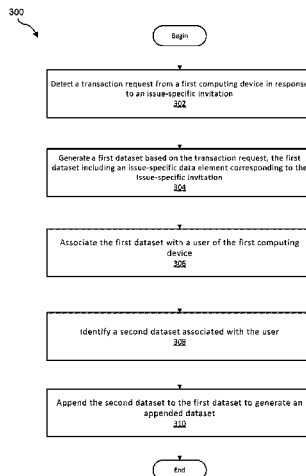 300
Begin
Detect a transaction request from a first computing device in response
to an issue-specific invitation
302
Generate a first dataset based on the transaction request, the first
dataset including an issue-specific data element corresponding to the
issue-specific invitation
304
Associate the first dataset with a user of the first computing
device
306
Identify a second dataset associated with the user
308
Append the second dataset to the first dataset to generate an
appended dataset
310
End